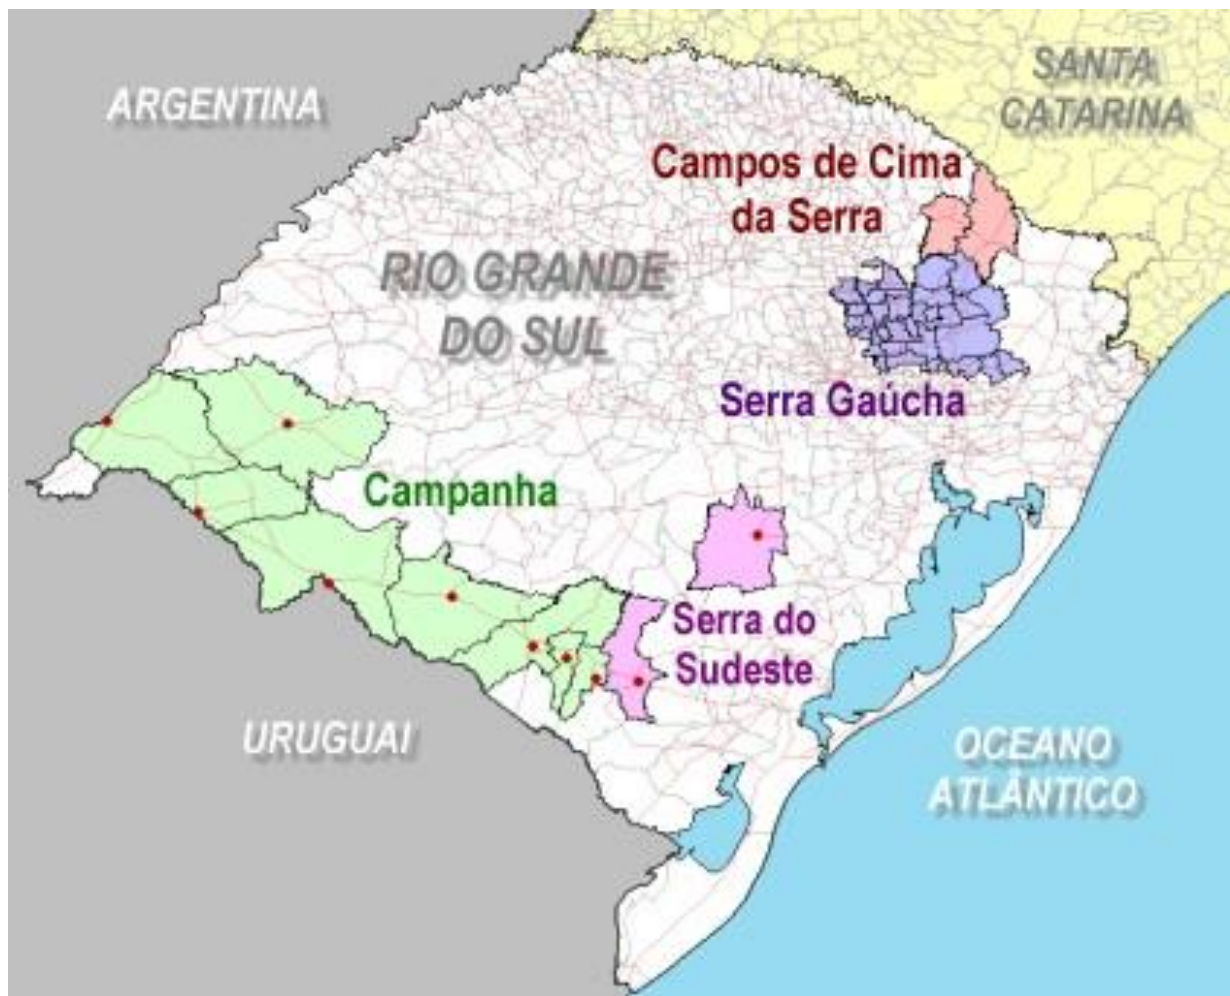 ARGENTINA
SANTA
CATARINA
Campos de Cima
da Serra
RIO GRANDE
DO SUL
Serra Gaúcha
Campanha
Serra do
Sudeste
URUGUAI
OCEANO
ATLÂNTICO